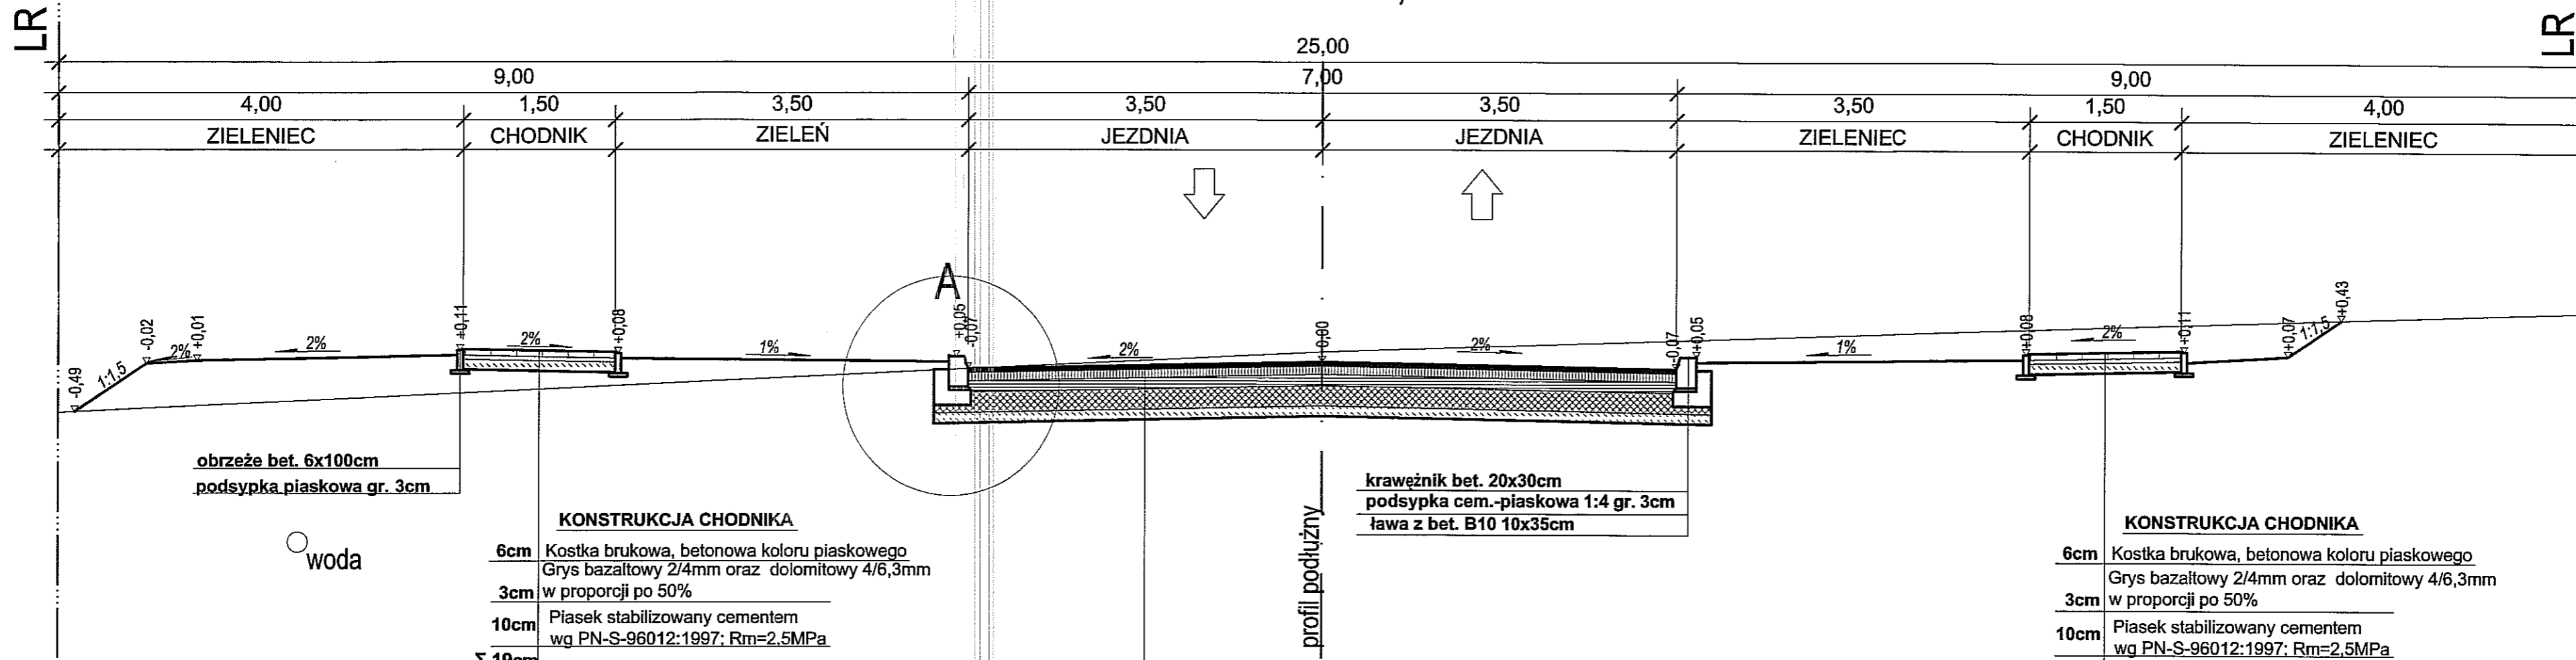 LR
LR
25,00
9,00
7,00
9,00
4,00
1,50
3,50
3,50
3,50
3,50
1,50
4,00
ZIELENIEC
CHODNIK
ZIELEŃ
JEZDNIA
JEZDNIA
ZIELENIEC
CHODNIK
ZIELENIEC
A
-0,49
1:1,5
-0,02
2%
+0,01
2%
+0,11
2%
+0,08
1%
+0,05
-0,07
2%
0,00
2%
-0,07
+0,05
1%
+0,08
2%
+0,11
+0,07
1:1,5
+0,43
obrzeże bet. 6x100cm
podsypka piaskowa gr. 3cm
woda
KONSTRUKCJA CHODNIKA
6cm Kostka brukowa, betonowa koloru piaskowego
Grys bazaltowy 2/4mm oraz dolomitowy 4/6,3mm
3cm w proporcji po 50%
10cm Piasek stabilizowany cementem
wg PN-S-96012:1997; Rm=2,5MPa
Σ 19cm
profil podłużny
krawężnik bet. 20x30cm
podsypka cem.-piaskowa 1:4 gr. 3cm
ława z bet. B10 10x35cm
KONSTRUKCJA CHODNIKA
6cm Kostka brukowa, betonowa koloru piaskowego
Grys bazaltowy 2/4mm oraz dolomitowy 4/6,3mm
3cm w proporcji po 50%
10cm Piasek stabilizowany cementem
wg PN-S-96012:1997; Rm=2,5MPa